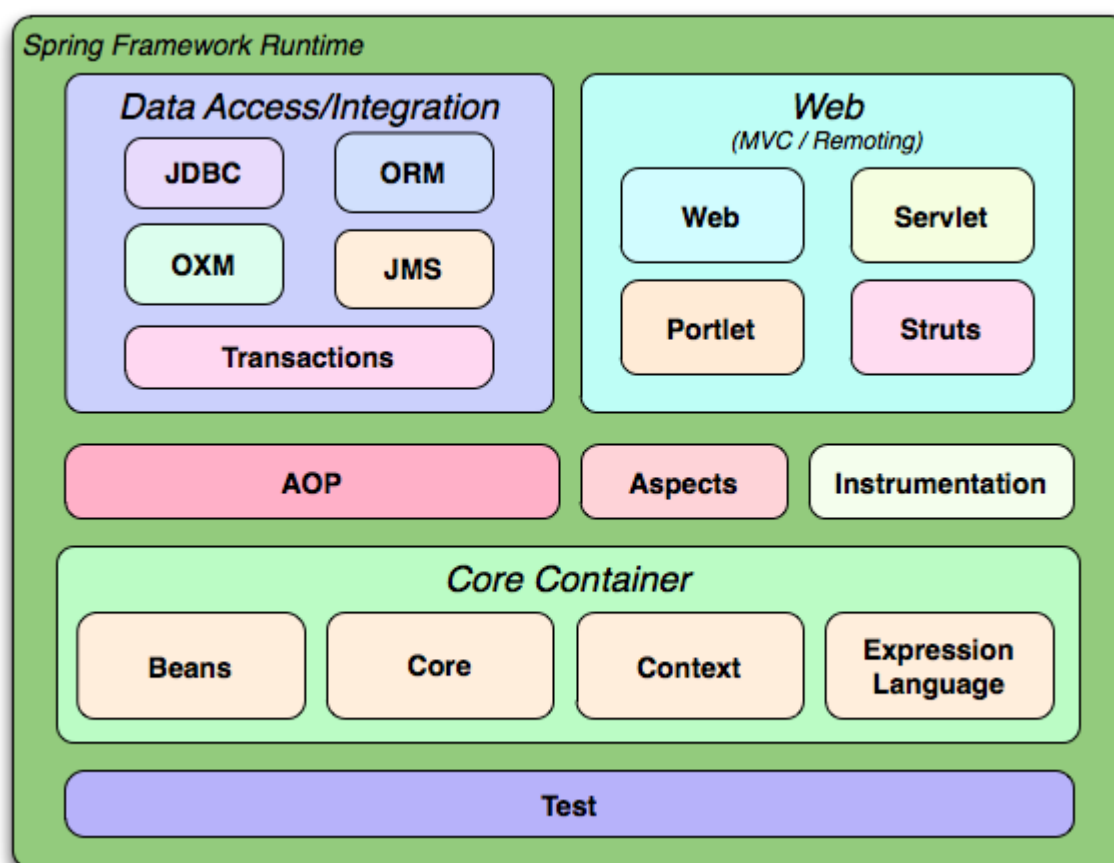 Spring Framework Runtime
Data Access/Integration
JDBC
ORM
OXM
JMS
Transactions
Web
(MVC / Remoting)
Web
Servlet
Portlet
Struts
AOP
Aspects
Instrumentation
Core Container
Beans
Core
Context
Expression
Language
Test